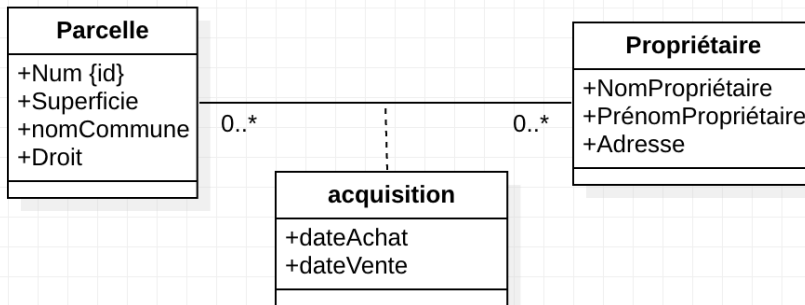 Parcelle
+Num {id}
+Superficie
+nomCommune
+Droit
0..*
0..*
Propriétaire
+NomPropriétaire
+PrénomPropriétaire
+Adresse
acquisition
+dateAchat
+dateVente